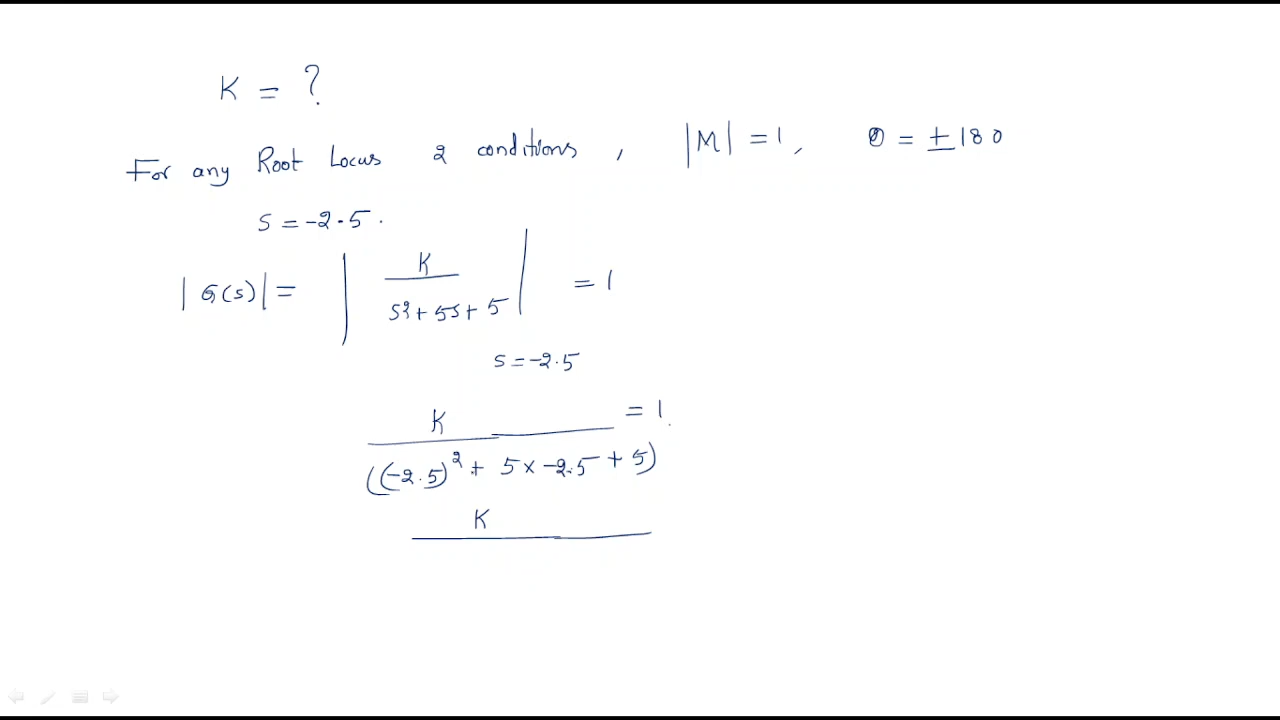 K = ?
For any Root Locus 2 conditions , |M| = 1, θ = ±180
S = -2.5.
|G(s)| = | K / S²+ 5S+ 5 | = 1
S = -2.5
K / ((-2.5)² + 5 x -2.5 + 5) = 1.
K